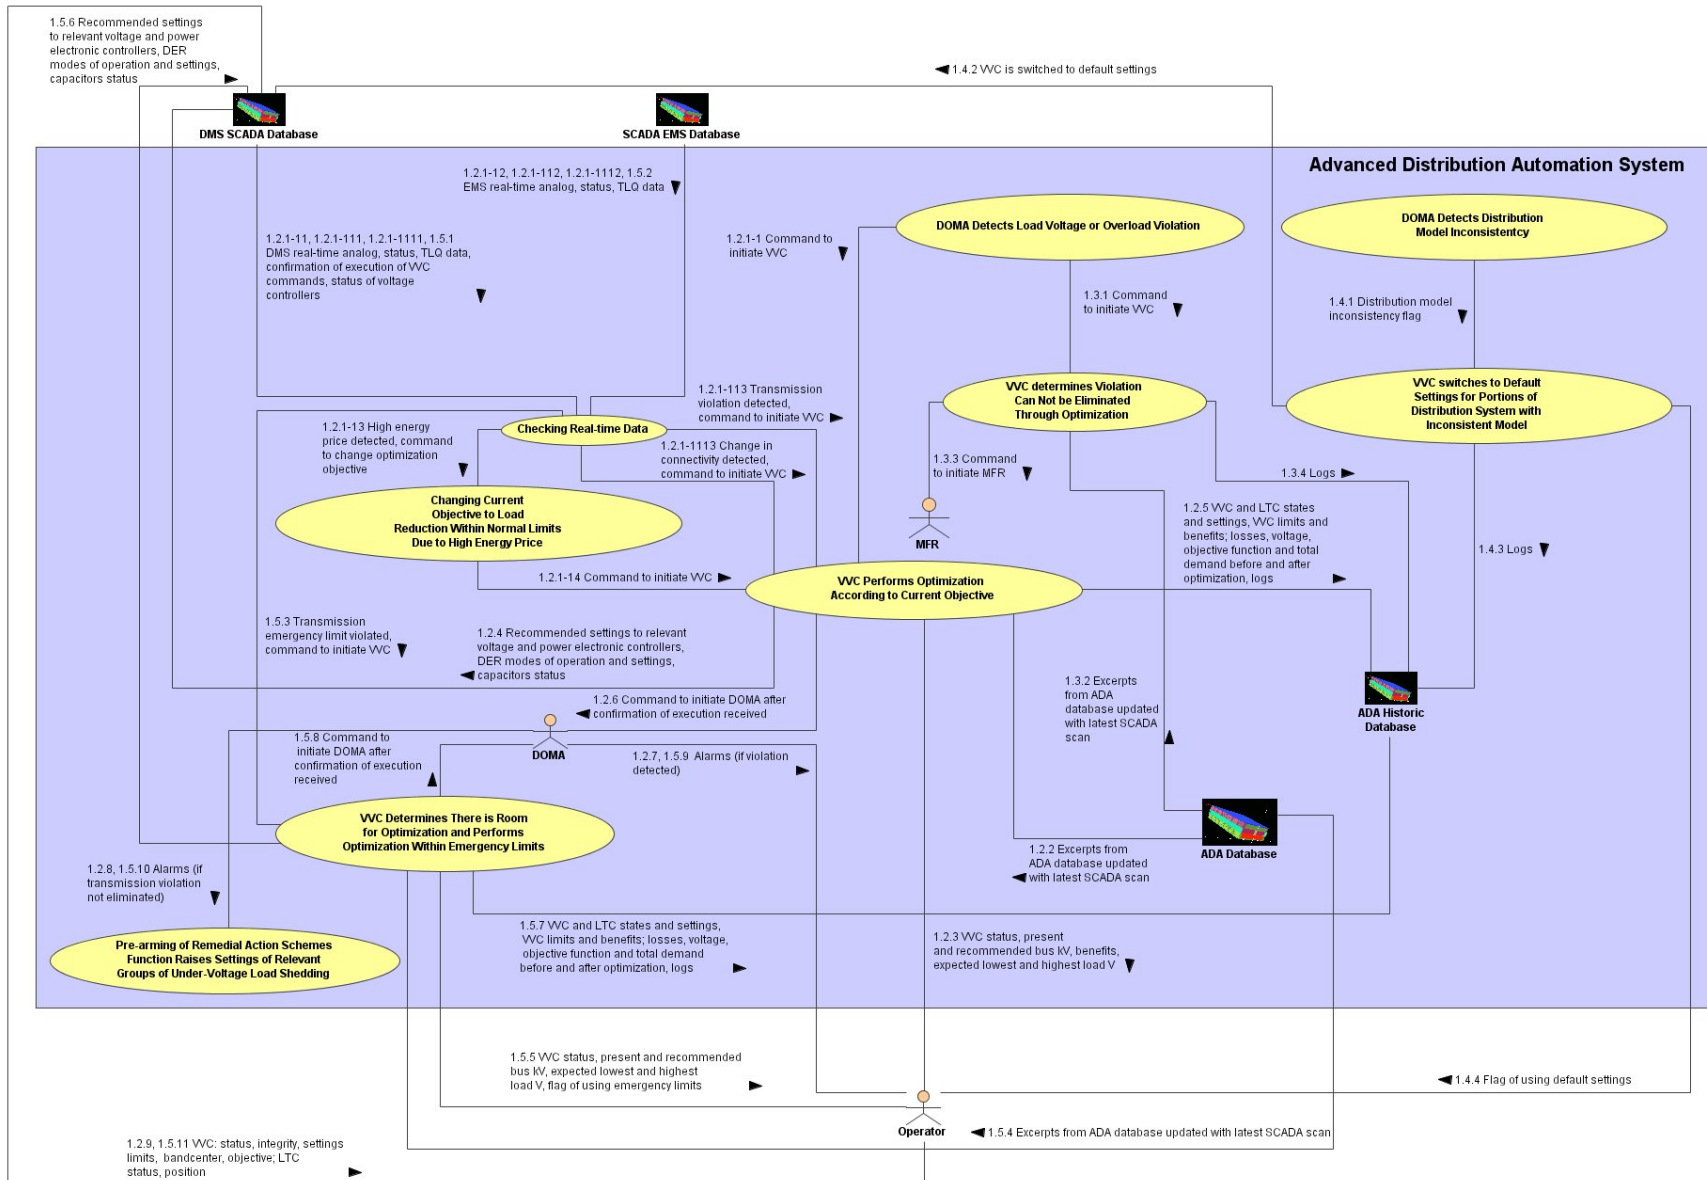 1.5.6 Recommended settings
to relevant voltage and power
electronic controllers, DER
modes of operation and settings,
capacitors status
1.4.2 VVC is switched to default settings
DMS SCADA Database
SCADA EMS Database
Advanced Distribution Automation System
1.2.1-12, 1.2.1-112, 1.2.1-1112, 1.5.2
EMS real-time analog, status, TLQ data
DOMA Detects Load Voltage or Overload Violation
DOMA Detects Distribution
Model Inconsistentcy
1.2.1-11, 1.2.1-111, 1.2.1-1111, 1.5.1
DMS real-time analog, status, TLQ data,
confirmation of execution of VVC
commands, status of voltage
controllers
1.2.1-1 Command to
initiate VVC
1.3.1 Command
to initiate VVC
1.4.1 Distribution model
inconsistency flag
1.2.1-113 Transmission
violation detected,
command to initiate VVC
VVC determines Violation
Can Not be Eliminated
Through Optimization
VVC switches to Default
Settings for Portions of
Distribution System with
Inconsistent Model
Checking Real-time Data
1.2.1-13 High energy
price detected, command
to change optimization
objective
1.2.1-1113 Change in
connectivity detected,
command to initiate VVC
1.3.3 Command
to initiate MFR
1.3.4 Logs
Changing Current
Objective to Load
Reduction Within Normal Limits
Due to High Energy Price
MFR
1.2.5 VVC and LTC states
and settings, VVC limits and
benefits; losses, voltage,
objective function and total
demand before and after
optimization, logs
1.4.3 Logs
1.2.1-14 Command to initiate VVC
VVC Performs Optimization
According to Current Objective
1.5.3 Transmission
emergency limit violated,
command to initiate VVC
1.2.4 Recommended settings to relevant
voltage and power electronic controllers,
DER modes of operation and settings,
capacitors status
1.3.2 Excerpts
from ADA
database updated
with latest SCADA
scan
ADA Historic
Database
1.2.6 Command to initiate DOMA after
confirmation of execution received
1.5.8 Command to
initiate DOMA after
confirmation of execution
received
DOMA
1.2.7, 1.5.9 Alarms (if violation
detected)
VVC Determines There is Room
for Optimization and Performs
Optimization Within Emergency Limits
ADA Database
1.2.2 Excerpts from
ADA database updated
with latest SCADA scan
1.2.8, 1.5.10 Alarms (if
transmission violation
not eliminated)
1.5.7 VVC and LTC states and settings,
VVC limits and benefits; losses, voltage,
objective function and total demand
before and after optimization, logs
1.2.3 VVC status, present
and recommended bus kV, benefits,
expected lowest and highest load V
Pre-arming of Remedial Action Schemes
Function Raises Settings of Relevant
Groups of Under-Voltage Load Shedding
1.5.5 VVC status, present and recommended
bus kV, expected lowest and highest
load V, flag of using emergency limits
1.4.4 Flag of using default settings
Operator
1.5.4 Excerpts from ADA database updated with latest SCADA scan
1.2.9, 1.5.11 VVC: status, integrity, settings
limits, bandcenter, objective; LTC
status, position